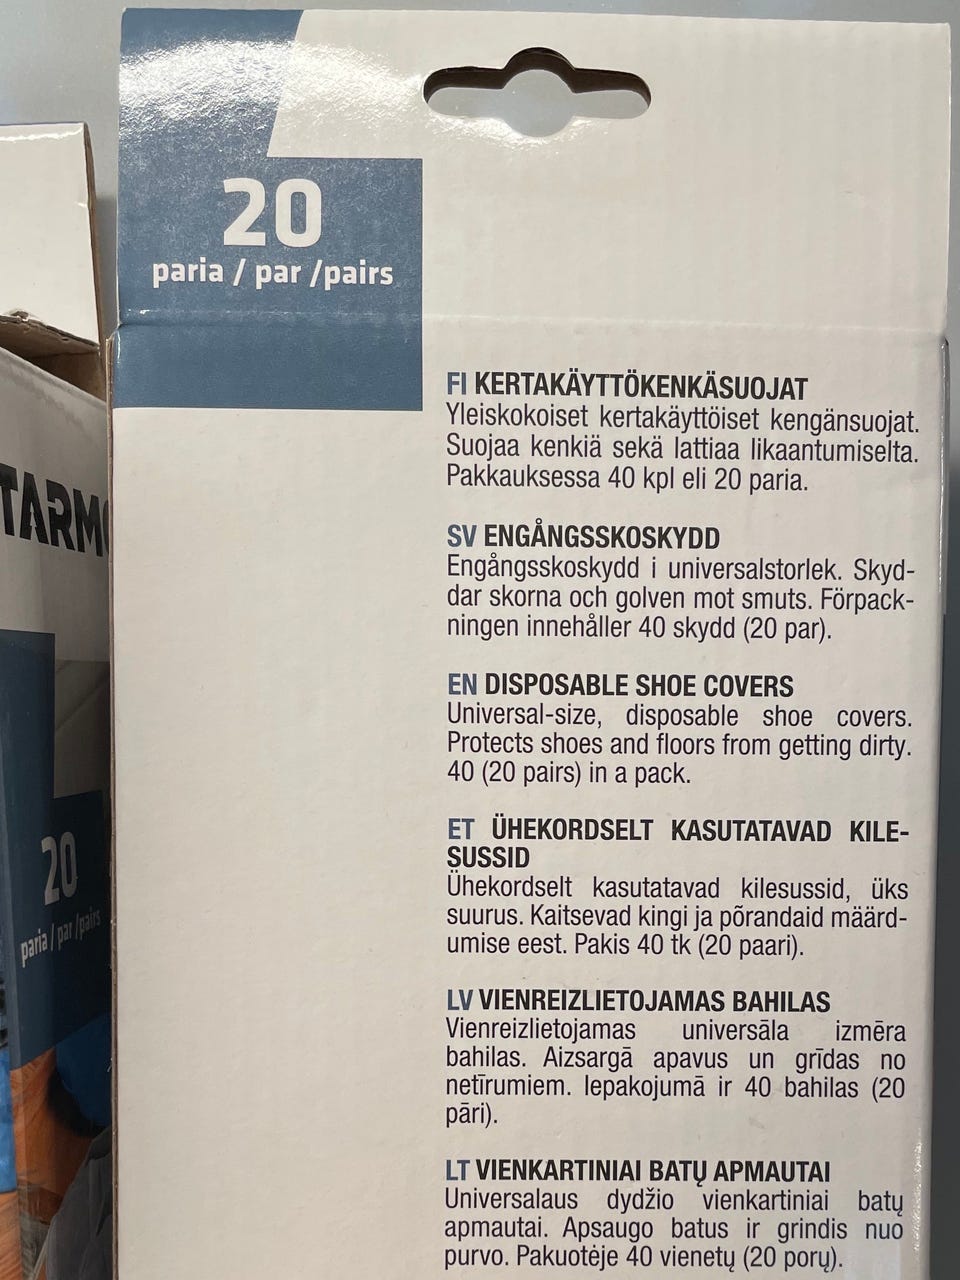 20
paria / par /pairs
FI KERTAKÄYTTÖKENKÄSUOJAT
Yleiskokoiset kertakäyttöiset kengänsuojat.
Suojaa kenkiä sekä lattiaa likaantumiselta.
Pakkauksessa 40 kpl eli 20 paria.
SV ENGÅNGSSKOSKYDD
Engångsskoskydd i universalstorlek. Skyd-
dar skorna och golven mot smuts. Förpack-
ningen innehåller 40 skydd (20 par).
EN DISPOSABLE SHOE COVERS
Universal-size, disposable shoe covers.
Protects shoes and floors from getting dirty.
40 (20 pairs) in a pack.
ET ÜHEKORDSELT KASUTATAVAD KILE-
SUSSID
Ühekordselt kasutatavad kilesussid, üks
suurus. Kaitsevad kingi ja põrandaid määrd-
umise eest. Pakis 40 tk (20 paari).
LV VIENREIZLIETOJAMAS BAHILAS
Vienreizlietojamas universāla izmēra
bahilas. Aizsargā apavus un grīdas no
netīrumiem. Iepakojumā ir 40 bahilas (20
pāri).
LT VIENKARTINIAI BATŲ APMAUTAI
Universalaus dydžio vienkartiniai batų
apmautai. Apsaugo batus ir grindis nuo
purvo. Pakuotėje 40 vienetų (20 porų).
TARM
20
paria / par /pairs